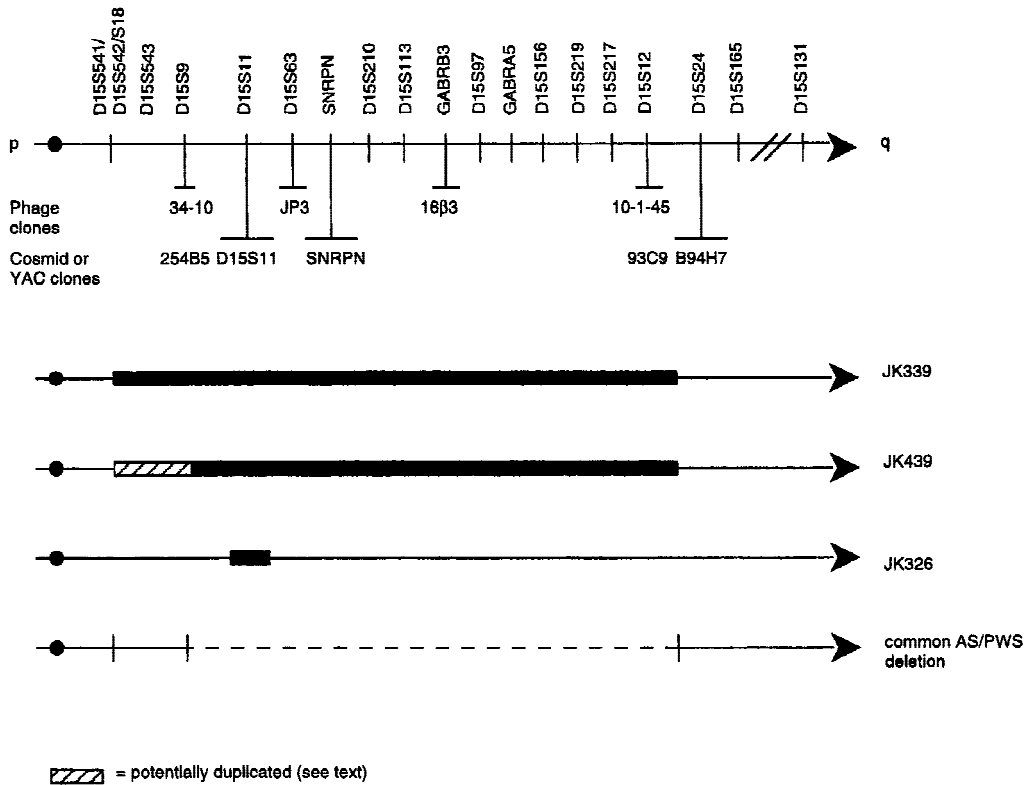 D15S541/
D15S542/S18
D15S543
D15S9
D15S11
D15S63
SNRPN
D15S210
D15S113
GABRB3
D15S97
GABRA5
D15S156
D15S219
D15S217
D15S12
D15S24
D15S165
D15S131
p
q
Phage
clones
34-10
JP3
16β3
10-1-45
Cosmid or
YAC clones
254B5 D15S11
SNRPN
93C9 B94H7
JK339
JK439
JK326
common AS/PWS
deletion
= potentially duplicated (see text)